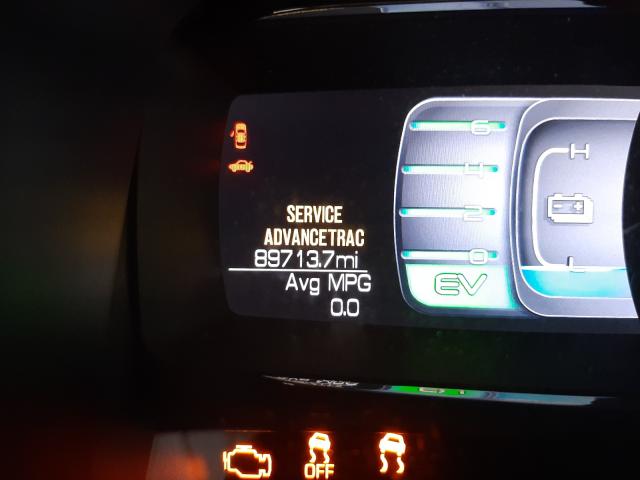 SERVICE
ADVANCETRAC
89713.7mi
Avg MPG
0.0
6
4
2
0
EV
H
L
OFF